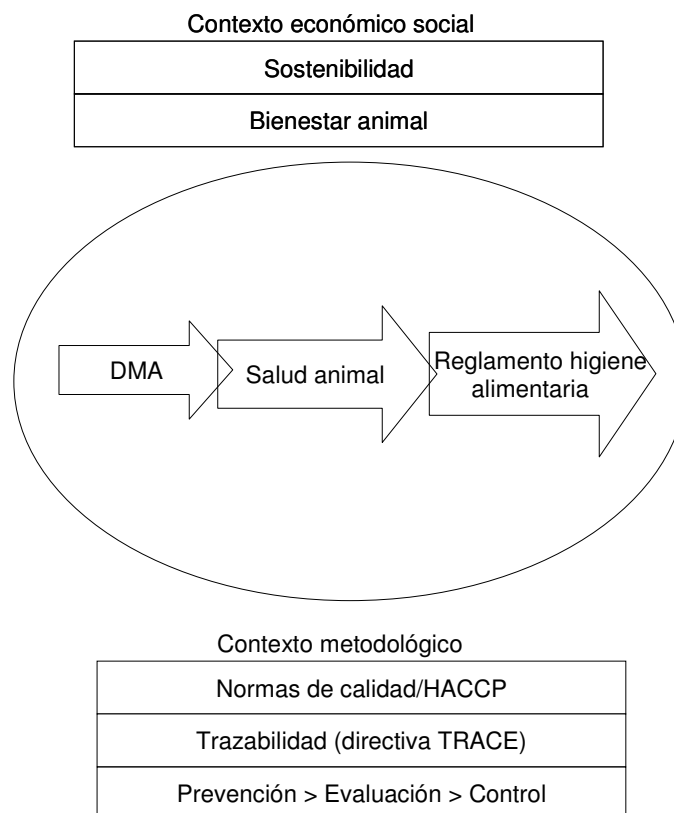 Contexto económico social
Sostenibilidad
Bienestar animal
DMA
Salud animal
Reglamento higiene
alimentaria
Contexto metodológico
Normas de calidad/HACCP
Trazabilidad (directiva TRACE)
Prevención > Evaluación > Control